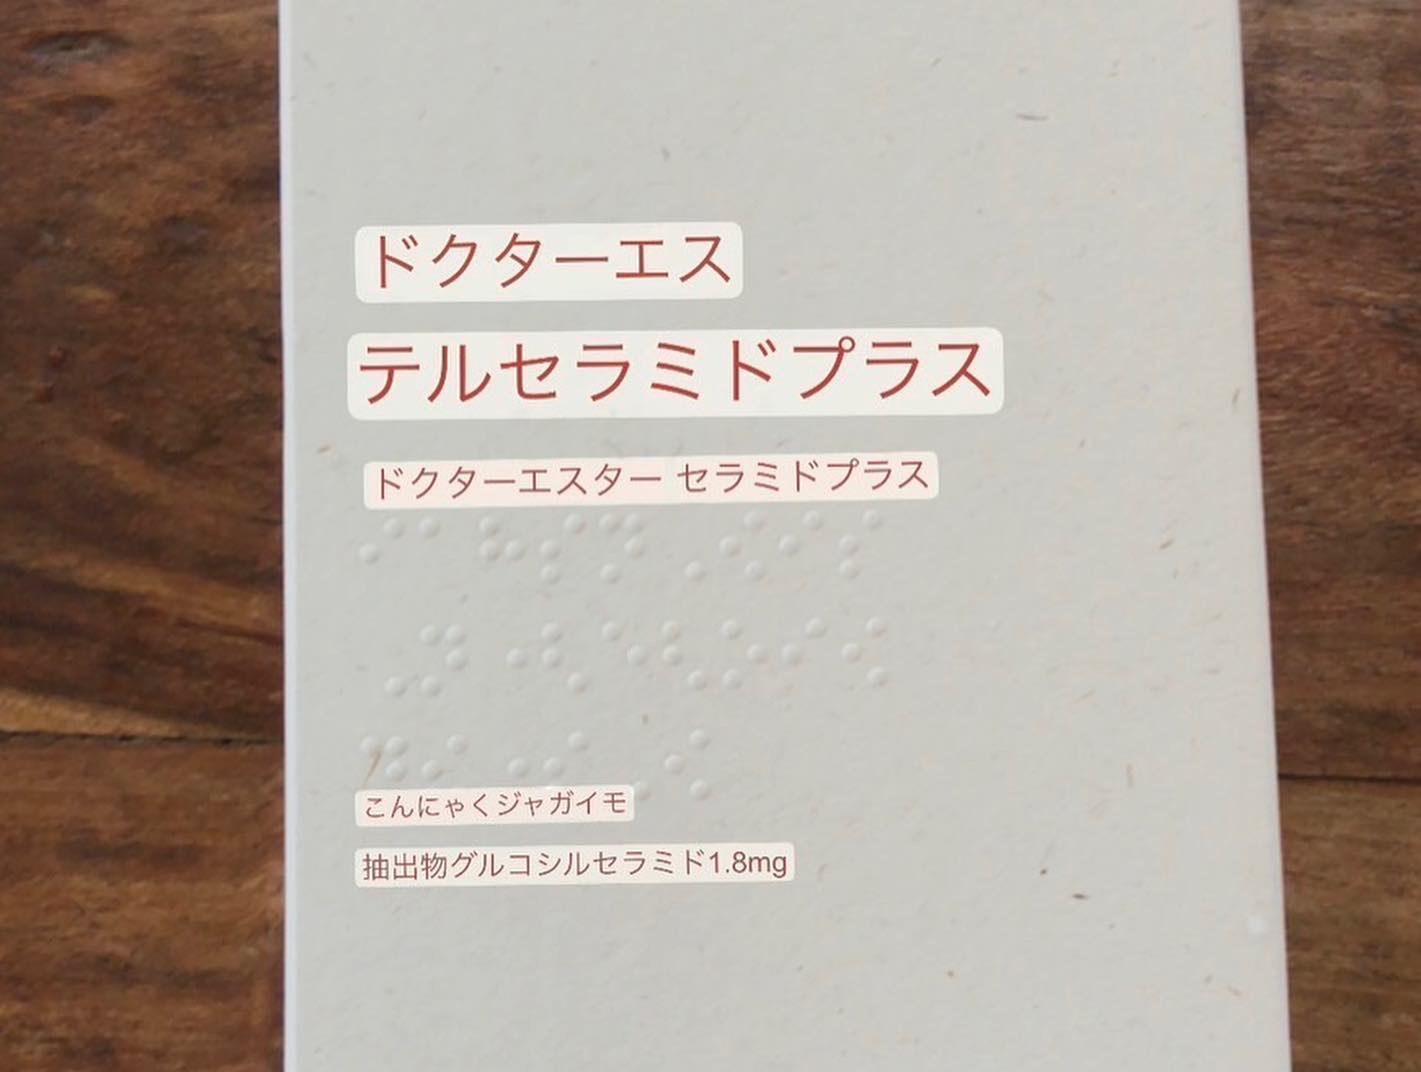 ドクターエス
テルセラミドプラス
ドクターエスター セラミドプラス
こんにゃくジャガイモ
抽出物グルコシルセラミド1.8mg